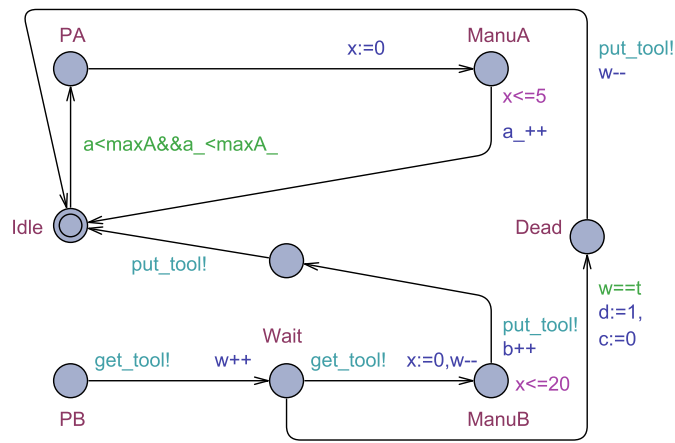 PA
ManuA
x:=0
put_tool!
w--
x<=5
a_++
a<maxA&&a_<maxA_
Idle
Dead
put_tool!
w==t
d:=1,
c:=0
put_tool!
b++
Wait
get_tool!
w++
get_tool!
x:=0,w--
x<=20
PB
ManuB